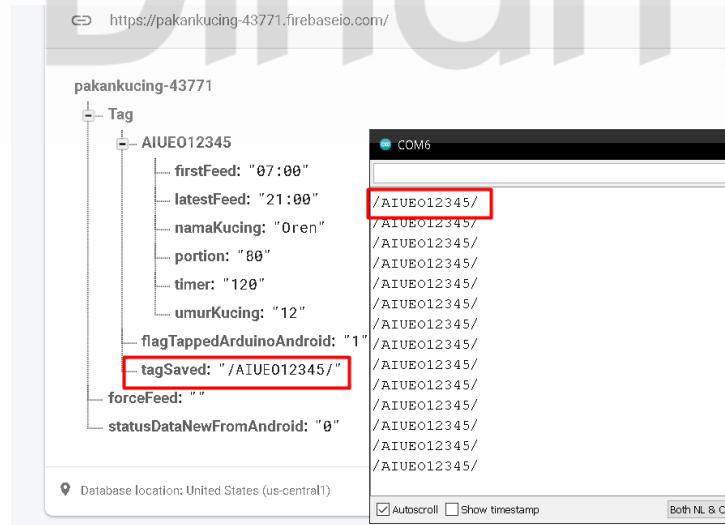 https://pakankucing-43771.firebaseio.com/
pakankucing-43771
Tag
AIUEO12345
firstFeed: "07:00"
latestFeed: "21:00"
namaKucing: "Oren"
portion: "80"
timer: "120"
umurKucing: "12"
flagTappedArduinoAndroid: "1"
tagSaved: "/AIUEO12345/"
forceFeed: ""
statusDataNewFromAndroid: "0"
Database location: United States (us-central1)
COM6
/AIUEO12345/
/AIUEO12345/
/AIUEO12345/
/AIUEO12345/
/AIUEO12345/
/AIUEO12345/
/AIUEO12345/
/AIUEO12345/
/AIUEO12345/
/AIUEO12345/
/AIUEO12345/
/AIUEO12345/
/AIUEO12345/
/AIUEO12345/
Autoscroll Show timestamp Both NL &